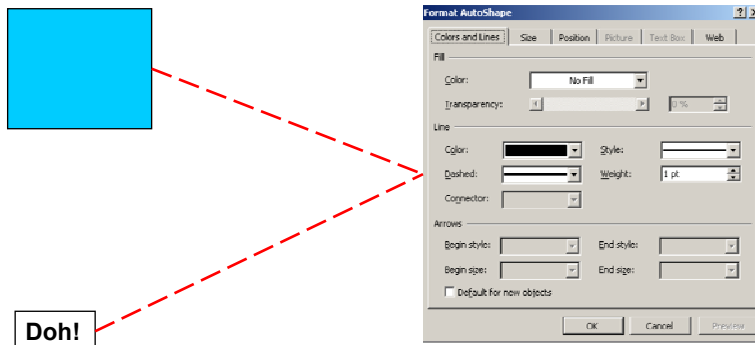 Format AutoShape
Colors and Lines Size Position Picture Text Box Web
Fill
Color: No Fill
Transparency: 0 %
Line
Color: Style:
Dashed: Weight: 1 pt
Connector:
Arrows
Begin style: End style:
Begin size: End size:
Default for new objects
OK Cancel Preview
Doh!